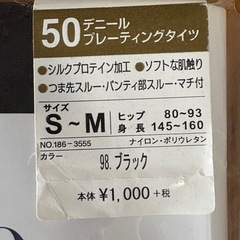 50 デニール
プレーティングタイツ
●シルクプロテイン加工 ●ソフトな肌触り
●つま先スルー・パンティ部スルー・マチ付
サイズ
S～M
ヒップ 80～93
身長 145～160
NO.186-3555 ナイロン・ポリウレタン
カラー
98. ブラック
本体 ¥1,000 +税